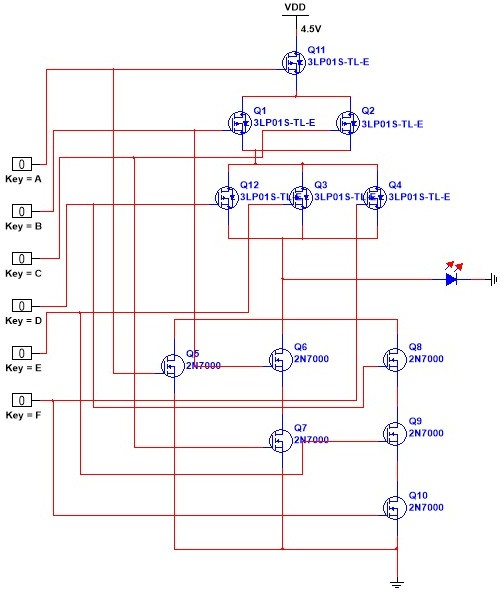 VDD
4.5V
Q11
3LP01S-TL-E
Q1
3LP01S-TL-E
Q2
3LP01S-TL-E
0
Key = A
Q12
3LP01S-TL-E
Q3
3LP01S-TL-E
Q4
3LP01S-TL-E
0
Key = B
0
Key = C
0
Key = D
0
Key = E
Q5
2N7000
Q6
2N7000
Q8
2N7000
0
Key = F
Q7
2N7000
Q9
2N7000
Q10
2N7000